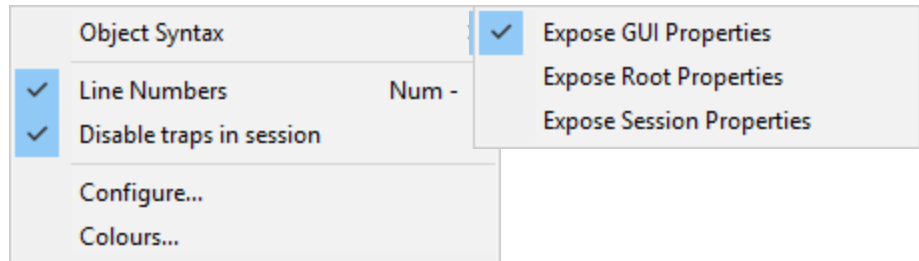 Object Syntax
Expose GUI Properties
Expose Root Properties
Expose Session Properties
Line Numbers Num -
Disable traps in session
Configure...
Colours...